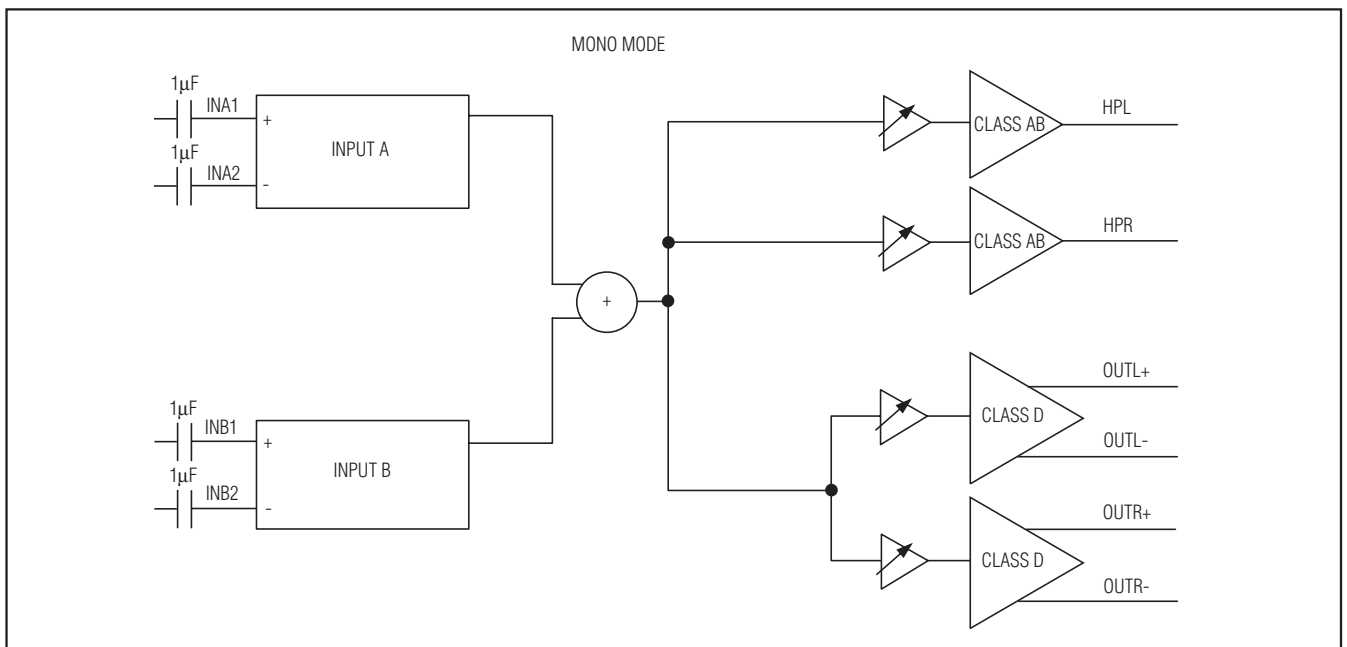 MONO MODE
1μF
INA1
+
INPUT A
1μF
INA2
-
1μF
INB1
+
INPUT B
1μF
INB2
-
+
CLASS AB
HPL
CLASS AB
HPR
CLASS D
OUTL+
OUTL-
CLASS D
OUTR+
OUTR-